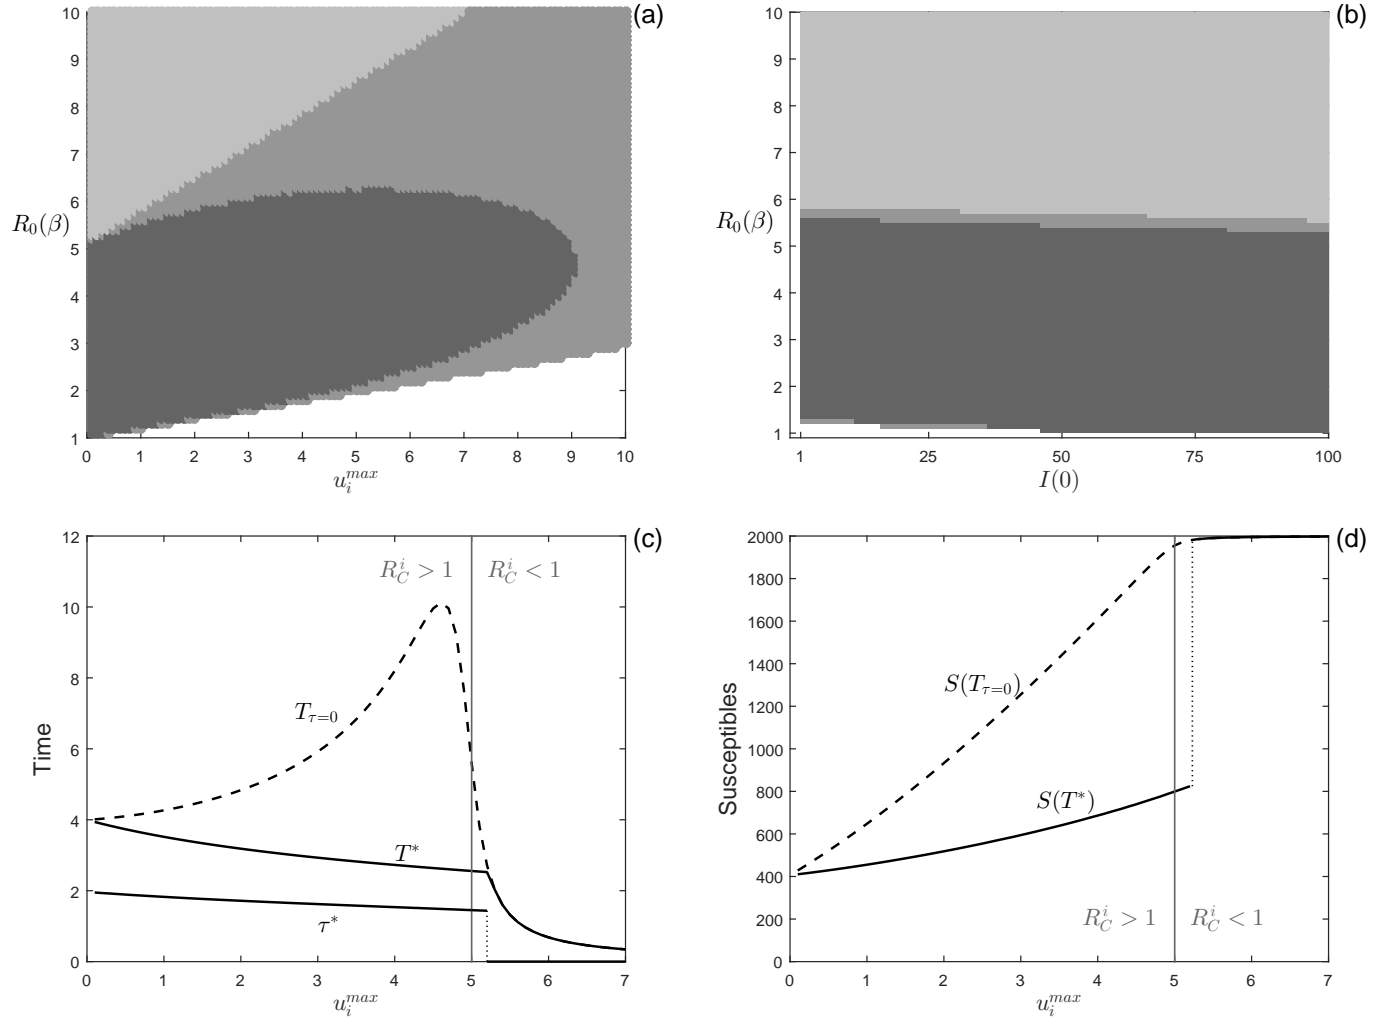 (a)
10
9
8
7
6
5
4
3
2
1
R_0(β)
0 1 2 3 4 5 6 7 8 9 10
u_i^{max}
(b)
10
9
8
7
6
5
4
3
2
1
R_0(β)
1 25 50 75 100
I(0)
(c)
12
10
8
6
4
2
0
Time
R_C^i > 1 R_C^i < 1
T_{τ=0}
T^*
τ^*
0 1 2 3 4 5 6 7
u_i^{max}
(d)
2000
1800
1600
1400
1200
1000
800
600
400
200
0
Susceptibles
S(T_{τ=0})
S(T^*)
R_C^i > 1 R_C^i < 1
0 1 2 3 4 5 6 7
u_i^{max}